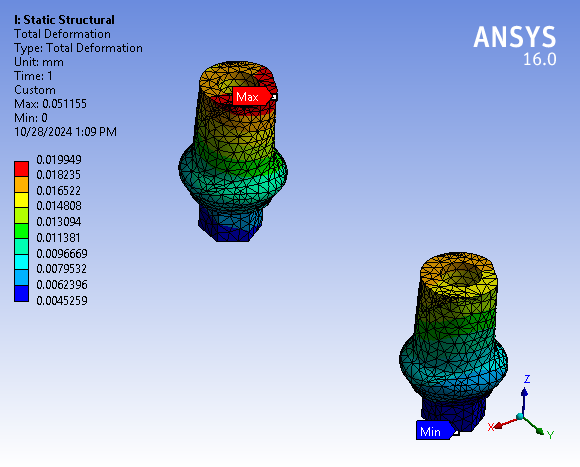 I: Static Structural
Total Deformation
Type: Total Deformation
Unit: mm
Time: 1
Custom
Max: 0.051155
Min: 0
10/28/2024 1:09 PM
0.019949
0.018235
0.016522
0.014808
0.013094
0.011381
0.0096669
0.0079532
0.0062396
0.0045259
ANSYS
16.0
Max
Min
Z
X
Y